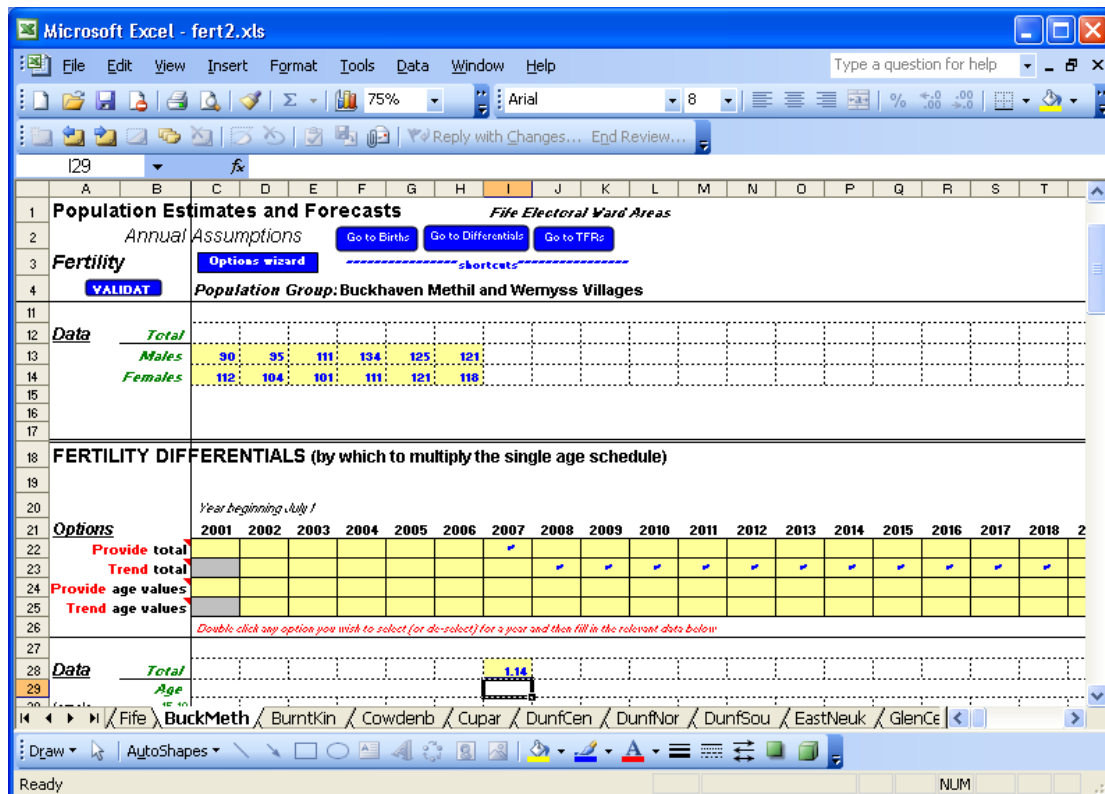 Microsoft Excel - fert2.xls
File Edit View Insert Format Tools Data Window Help Type a question for help
75% Arial 8
Reply with Changes... End Review...
I29 fx
A B C D E F G H I J K L M N O P Q R S T
1 Population Estimates and Forecasts Fife Electoral Ward Areas
2 Annual Assumptions Go to Births Go to Differentials Go to TFRs
3 Fertility Options wizard shortcuts
4 VALIDAT Population Group: Buckhaven Methil and Wemyss Villages
11
12 Data Total
13 Males 90 95 111 134 125 121
14 Females 112 104 101 111 121 118
15
16
17
18 FERTILITY DIFFERENTIALS (by which to multiply the single age schedule)
19
20 Year beginning July 1
21 Options 2001 2002 2003 2004 2005 2006 2007 2008 2009 2010 2011 2012 2013 2014 2015 2016 2017 2018 2
22 Provide total
23 Trend total
24 Provide age values
25 Trend age values
26 Double click any option you wish to select (or de-select) for a year and then fill in the relevant data below
27
28 Data Total 1.14
29 Age
Fife BuckMeth BurntKin Cowdenb Cupar DunfCen DunfNor DunfSou EastNeuk GlenCe
Draw AutoShapes
Ready NUM